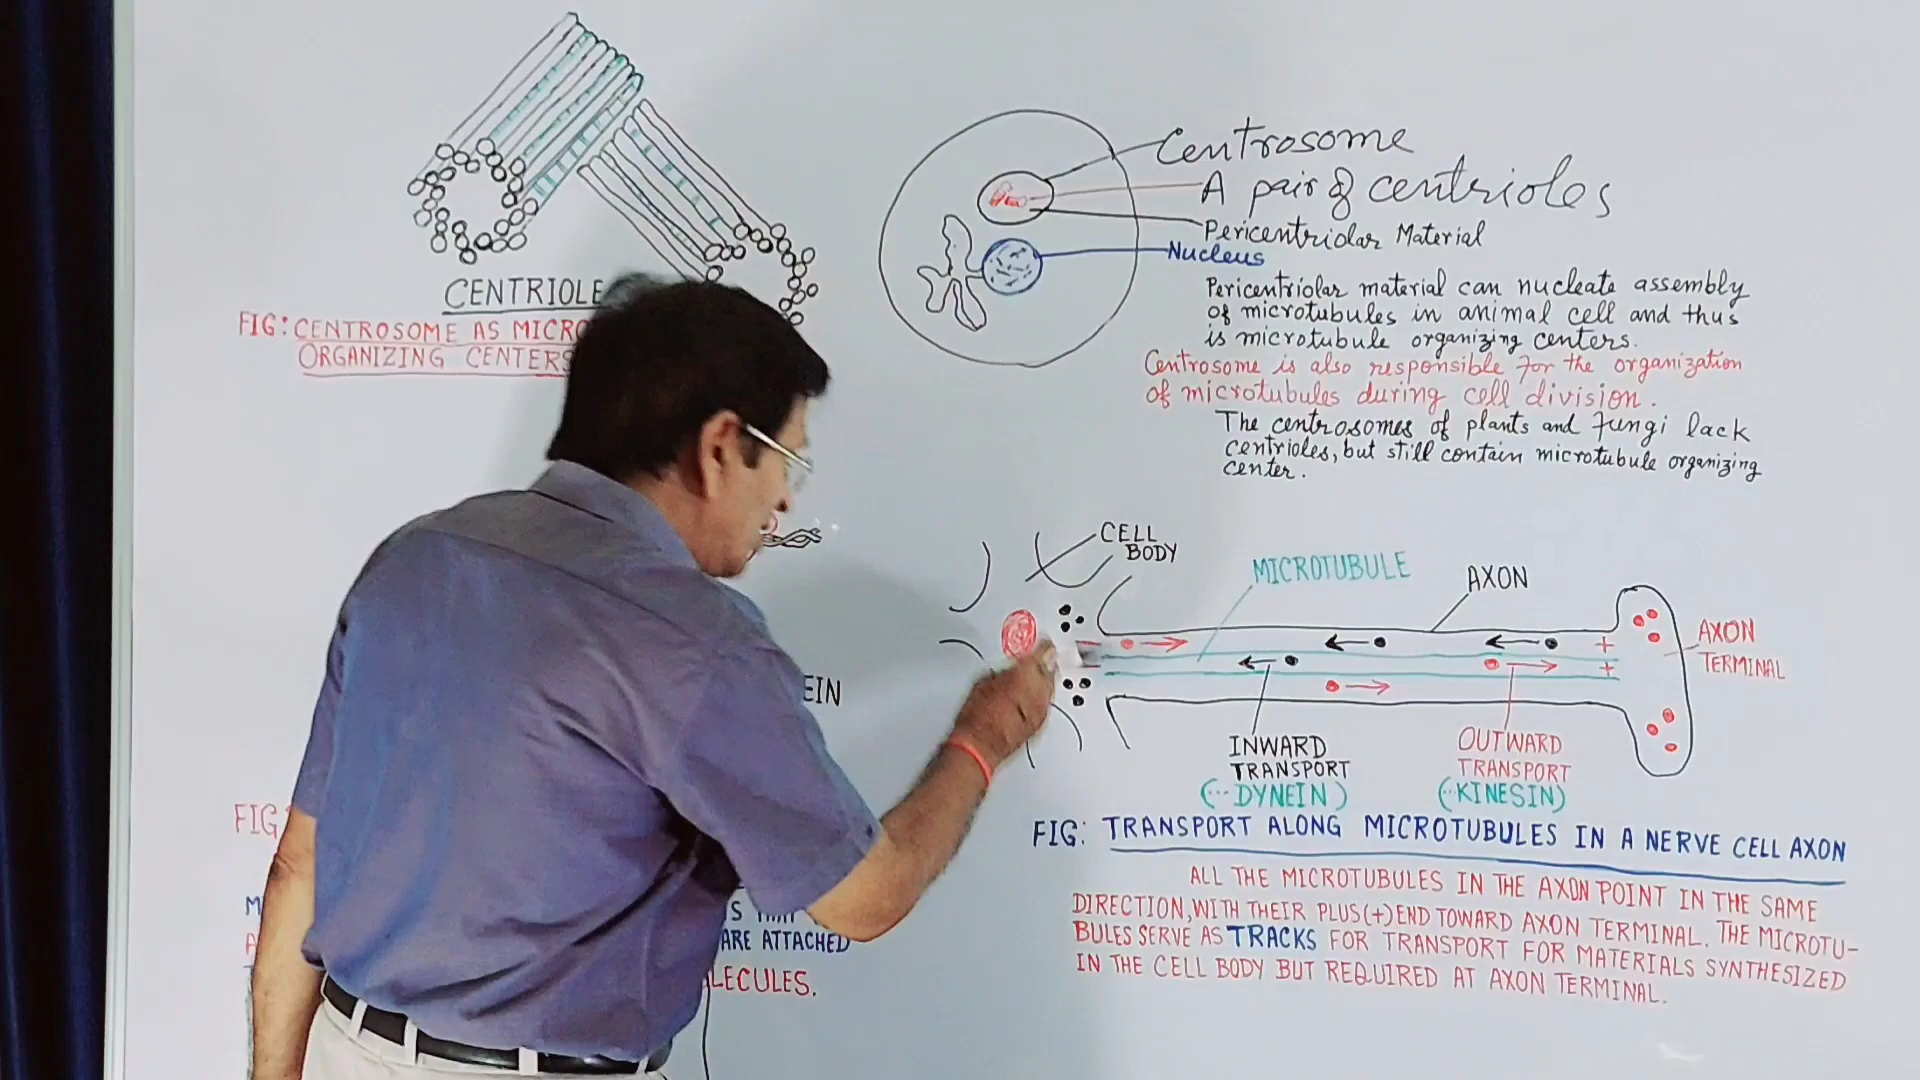 CENTRIOLE
FIG: CENTROSOME AS MICRO
ORGANIZING CENTERS
Centrosome
A pair of centrioles
Pericentriolar Material
Nucleus
Pericentriolar material can nucleate assembly
of microtubules in animal cell and thus
is microtubule organizing centers.
Centrosome is also responsible for the organization
of microtubules during cell division.
The centrosomes of plants and fungi lack
centrioles, but still contain microtubule organizing
center.
EIN
FIG:
ARE ATTACHED
LECULES.
CELL
BODY
MICROTUBULE
AXON
+
+
AXON
TERMINAL
INWARD
TRANSPORT
(··DYNEIN)
OUTWARD
TRANSPORT
(··KINESIN)
FIG: TRANSPORT ALONG MICROTUBULES IN A NERVE CELL AXON
ALL THE MICROTUBULES IN THE AXON POINT IN THE SAME
DIRECTION, WITH THEIR PLUS(+) END TOWARD AXON TERMINAL. THE MICROTU-
BULES SERVE AS TRACKS FOR TRANSPORT FOR MATERIALS SYNTHESIZED
IN THE CELL BODY BUT REQUIRED AT AXON TERMINAL.